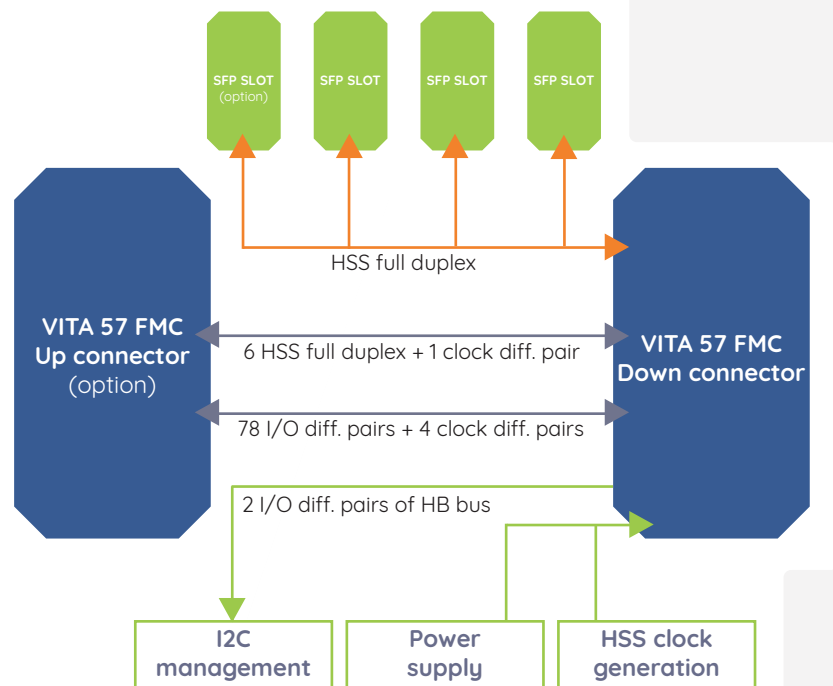 SFP SLOT
(option)
SFP SLOT
SFP SLOT
SFP SLOT
HSS full duplex
VITA 57 FMC
Up connector
(option)
6 HSS full duplex + 1 clock diff. pair
VITA 57 FMC
Down connector
78 I/O diff. pairs + 4 clock diff. pairs
2 I/O diff. pairs of HB bus
I2C
management
Power
supply
HSS clock
generation